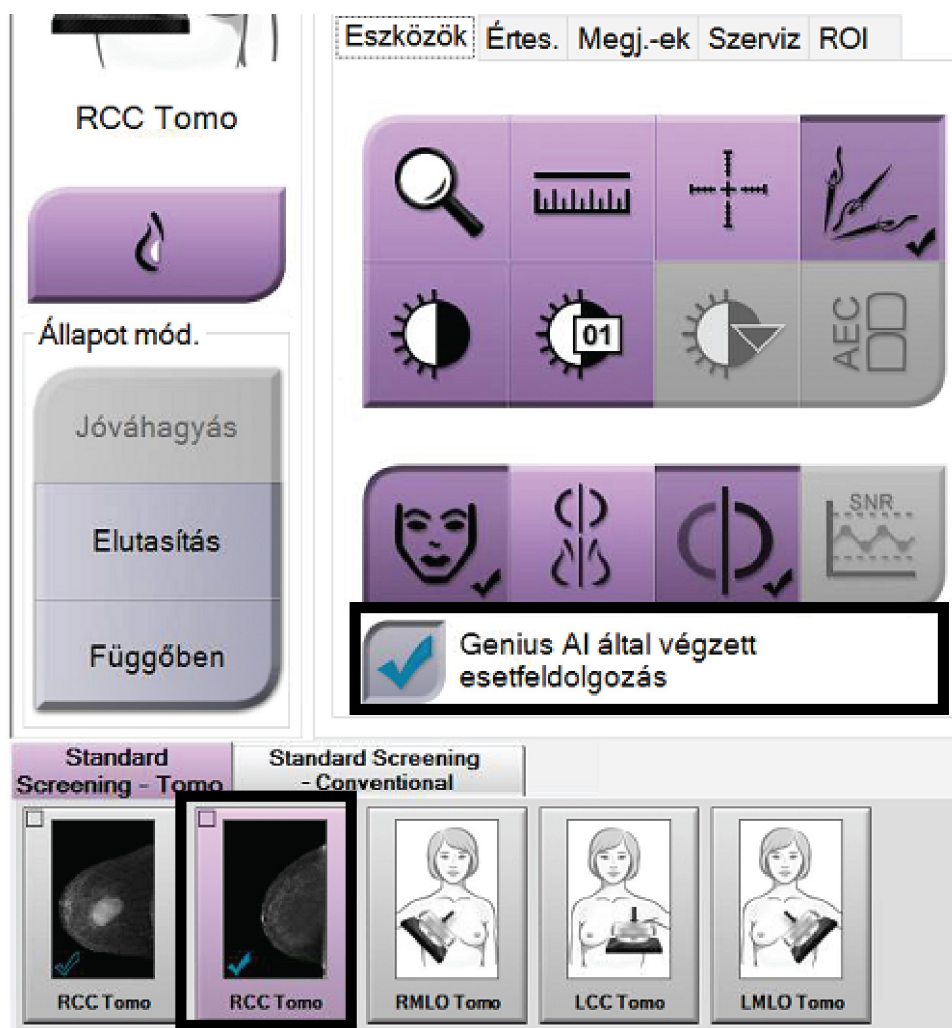 RCC Tomo
Állapot mód.
Jóváhagyás
Elutasítás
Függőben
Eszközök Értes. Megj.-ek Szerviz ROI
01
AEC
SNR
Genius AI által végzett
esetfeldolgozás
Standard
Screening - Tomo
Standard Screening
- Conventional
RCC Tomo
RCC Tomo
RMLO Tomo
LCC Tomo
LMLO Tomo